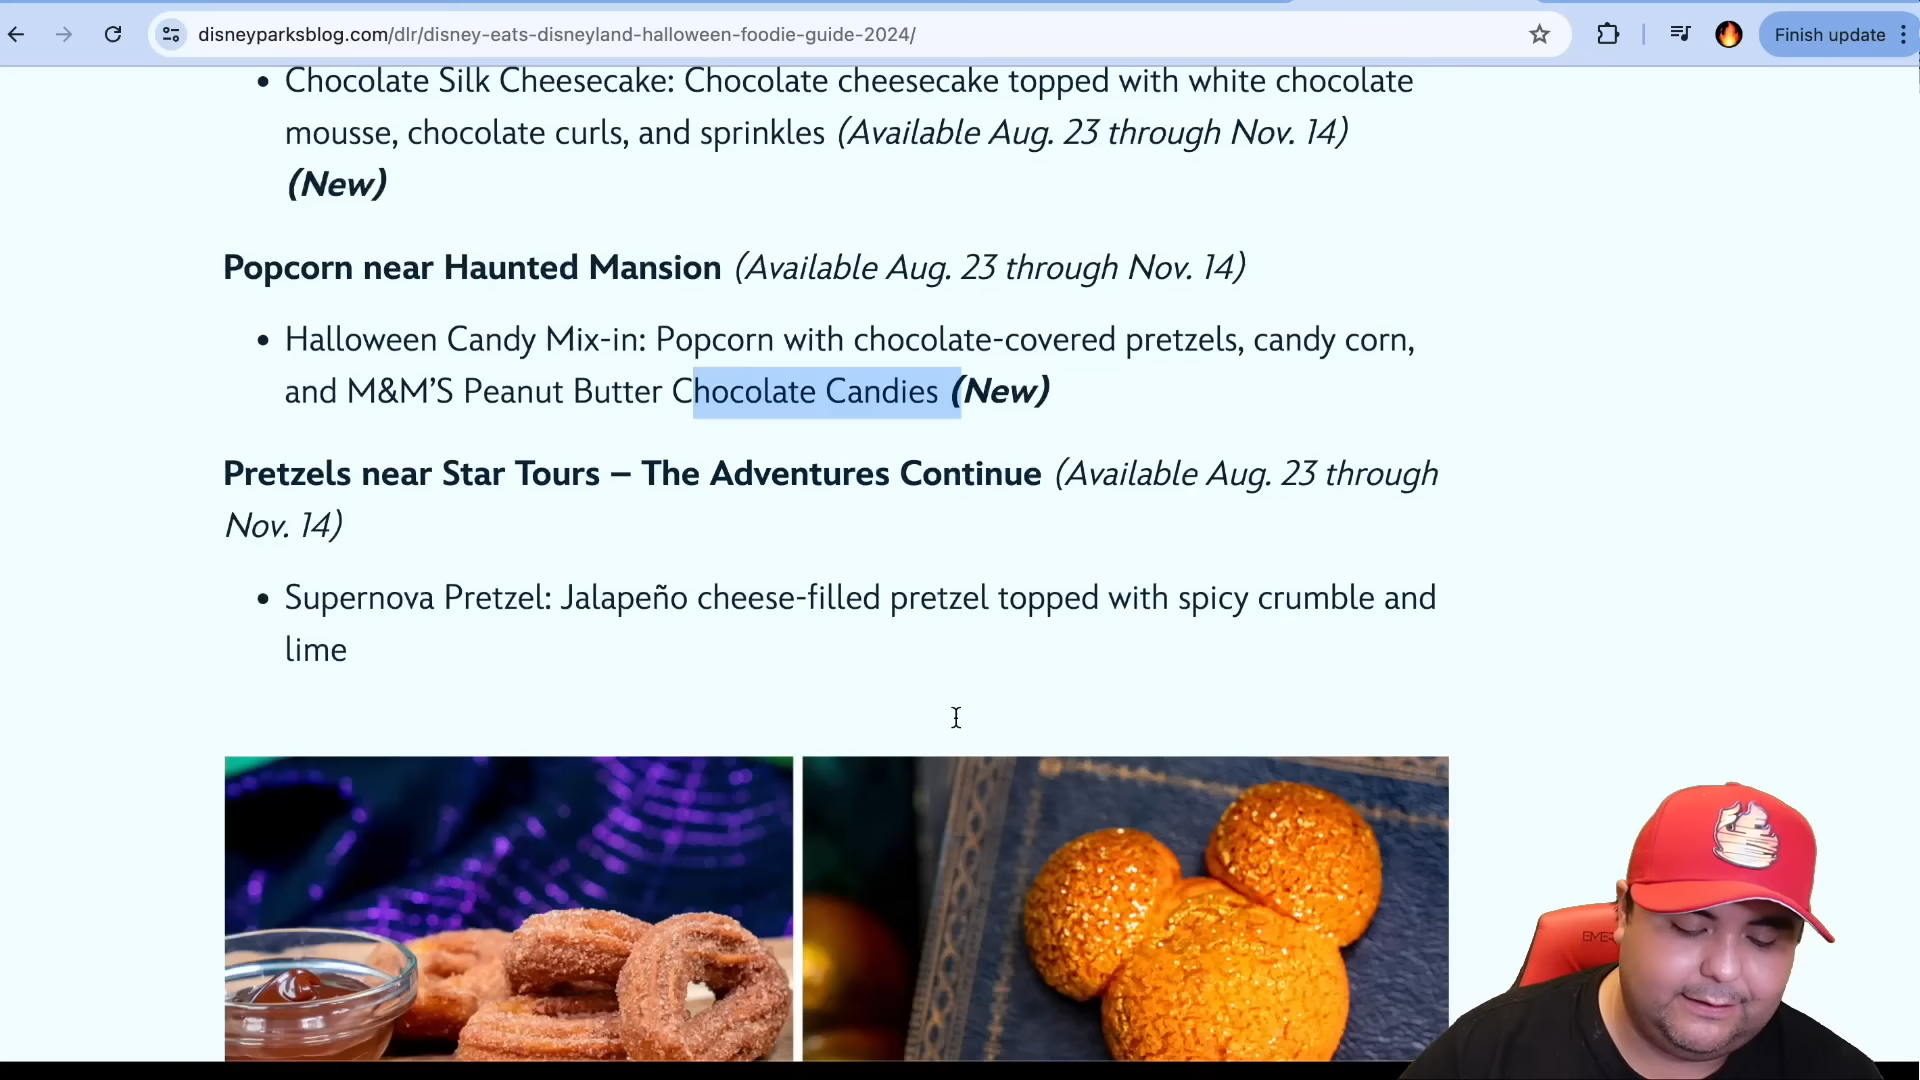 disneyparksblog.com/dlr/disney-eats-disneyland-halloween-foodie-guide-2024/
Finish update
• Chocolate Silk Cheesecake: Chocolate cheesecake topped with white chocolate
mousse, chocolate curls, and sprinkles (Available Aug. 23 through Nov. 14)
(New)
Popcorn near Haunted Mansion (Available Aug. 23 through Nov. 14)
• Halloween Candy Mix-in: Popcorn with chocolate-covered pretzels, candy corn,
and M&M’S Peanut Butter Chocolate Candies (New)
Pretzels near Star Tours – The Adventures Continue (Available Aug. 23 through
Nov. 14)
• Supernova Pretzel: Jalapeño cheese-filled pretzel topped with spicy crumble and
lime